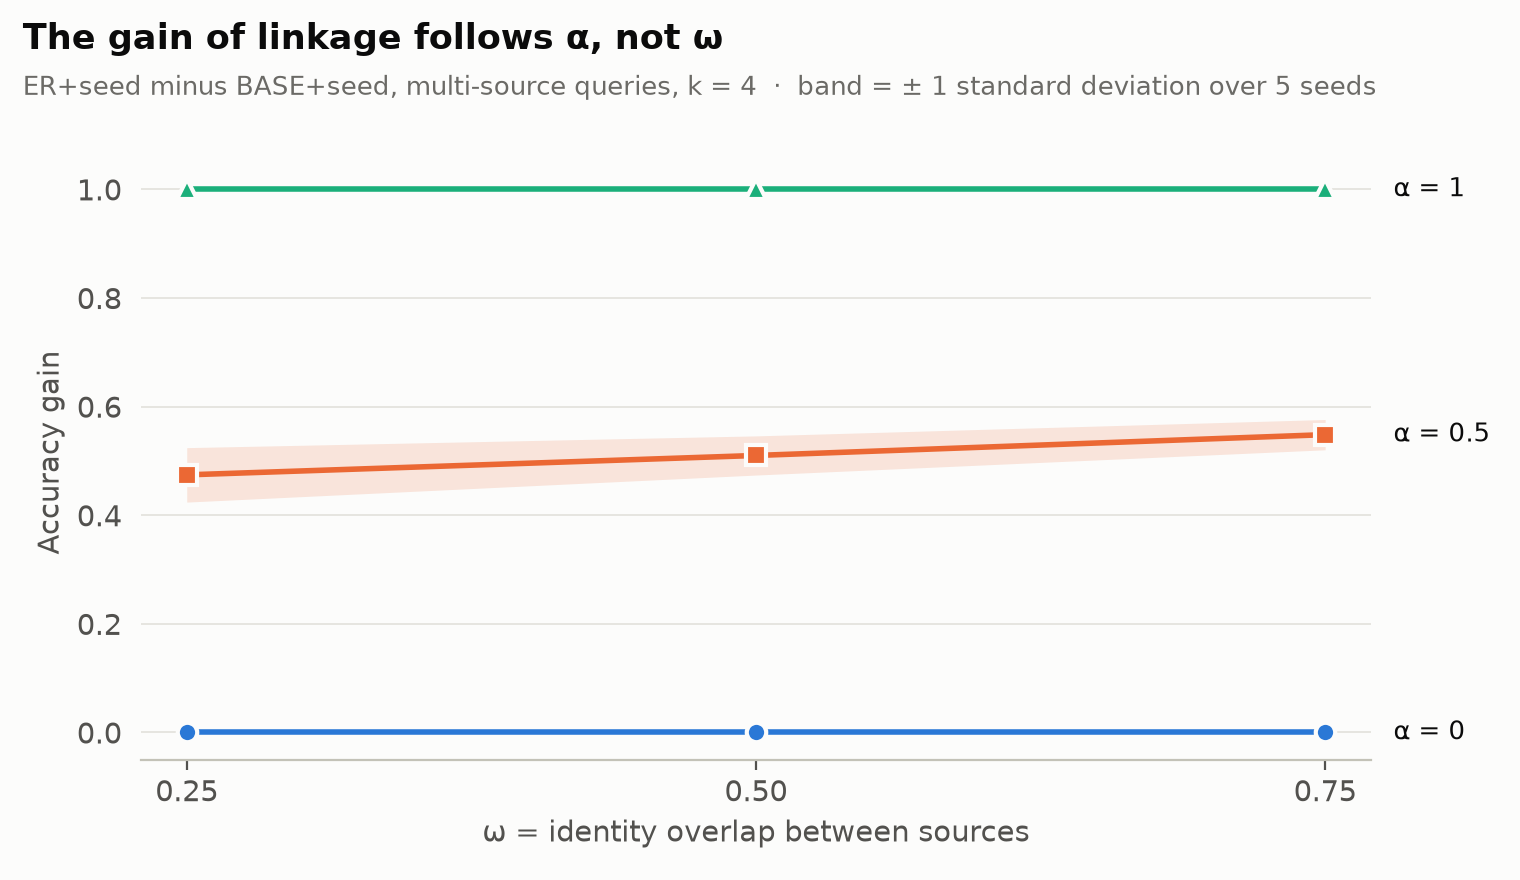 The gain of linkage follows α, not ω
ER+seed minus BASE+seed, multi-source queries, k = 4 · band = ± 1 standard deviation over 5 seeds
Accuracy gain
1.0
0.8
0.6
0.4
0.2
0.0
α = 1
α = 0.5
α = 0
0.25
0.50
0.75
ω = identity overlap between sources